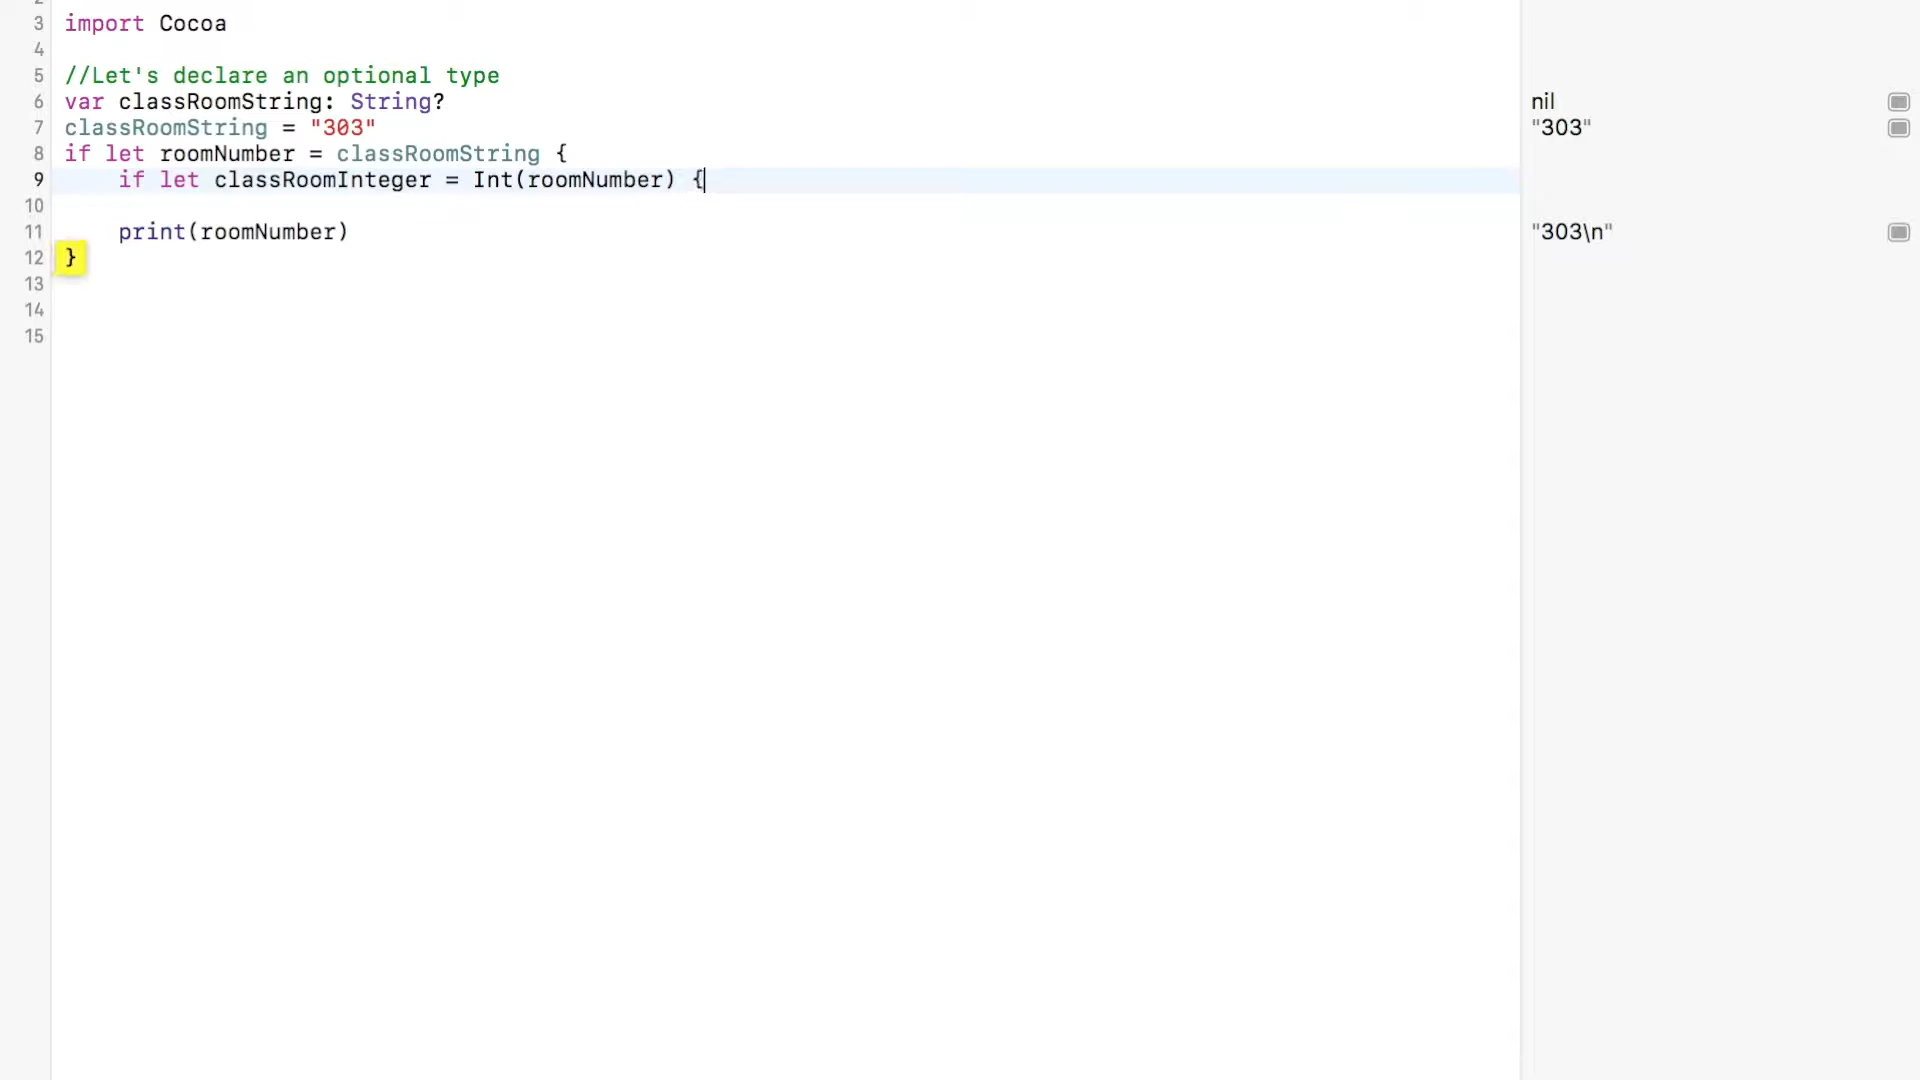 3 import Cocoa
4
5 //Let's declare an optional type
6 var classRoomString: String? nil
7 classRoomString = "303" "303"
8 if let roomNumber = classRoomString {
9     if let classRoomInteger = Int(roomNumber) {
10
11     print(roomNumber) "303\n"
12 }
13
14
15